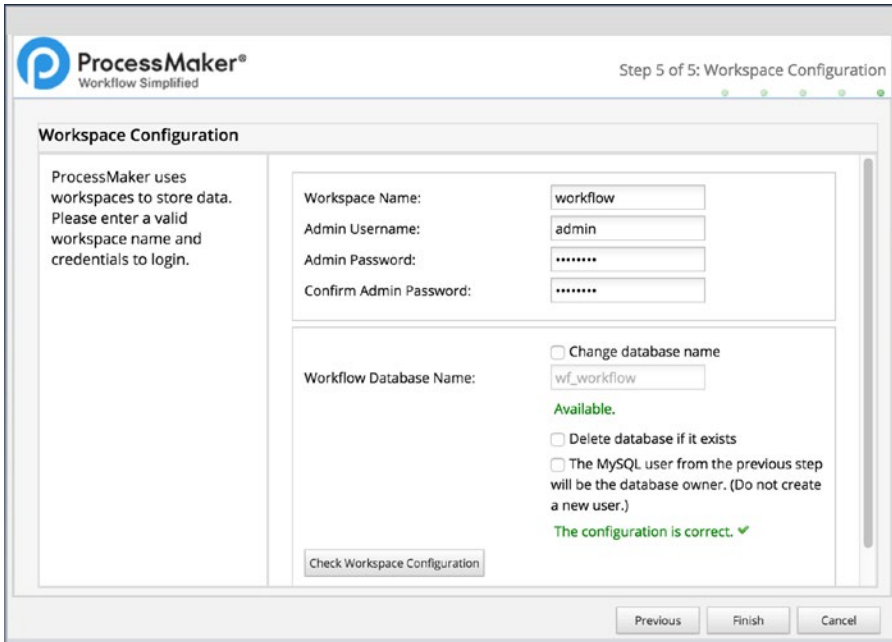 ProcessMaker®
Workflow Simplified
Step 5 of 5: Workspace Configuration
Workspace Configuration
ProcessMaker uses
workspaces to store data.
Please enter a valid
workspace name and
credentials to login.
Workspace Name: workflow
Admin Username: admin
Admin Password: ••••••••
Confirm Admin Password: ••••••••
Change database name
Workflow Database Name: wf_workflow
Available.
Delete database if it exists
The MySQL user from the previous step
will be the database owner. (Do not create
a new user.)
The configuration is correct.
Check Workspace Configuration
Previous Finish Cancel